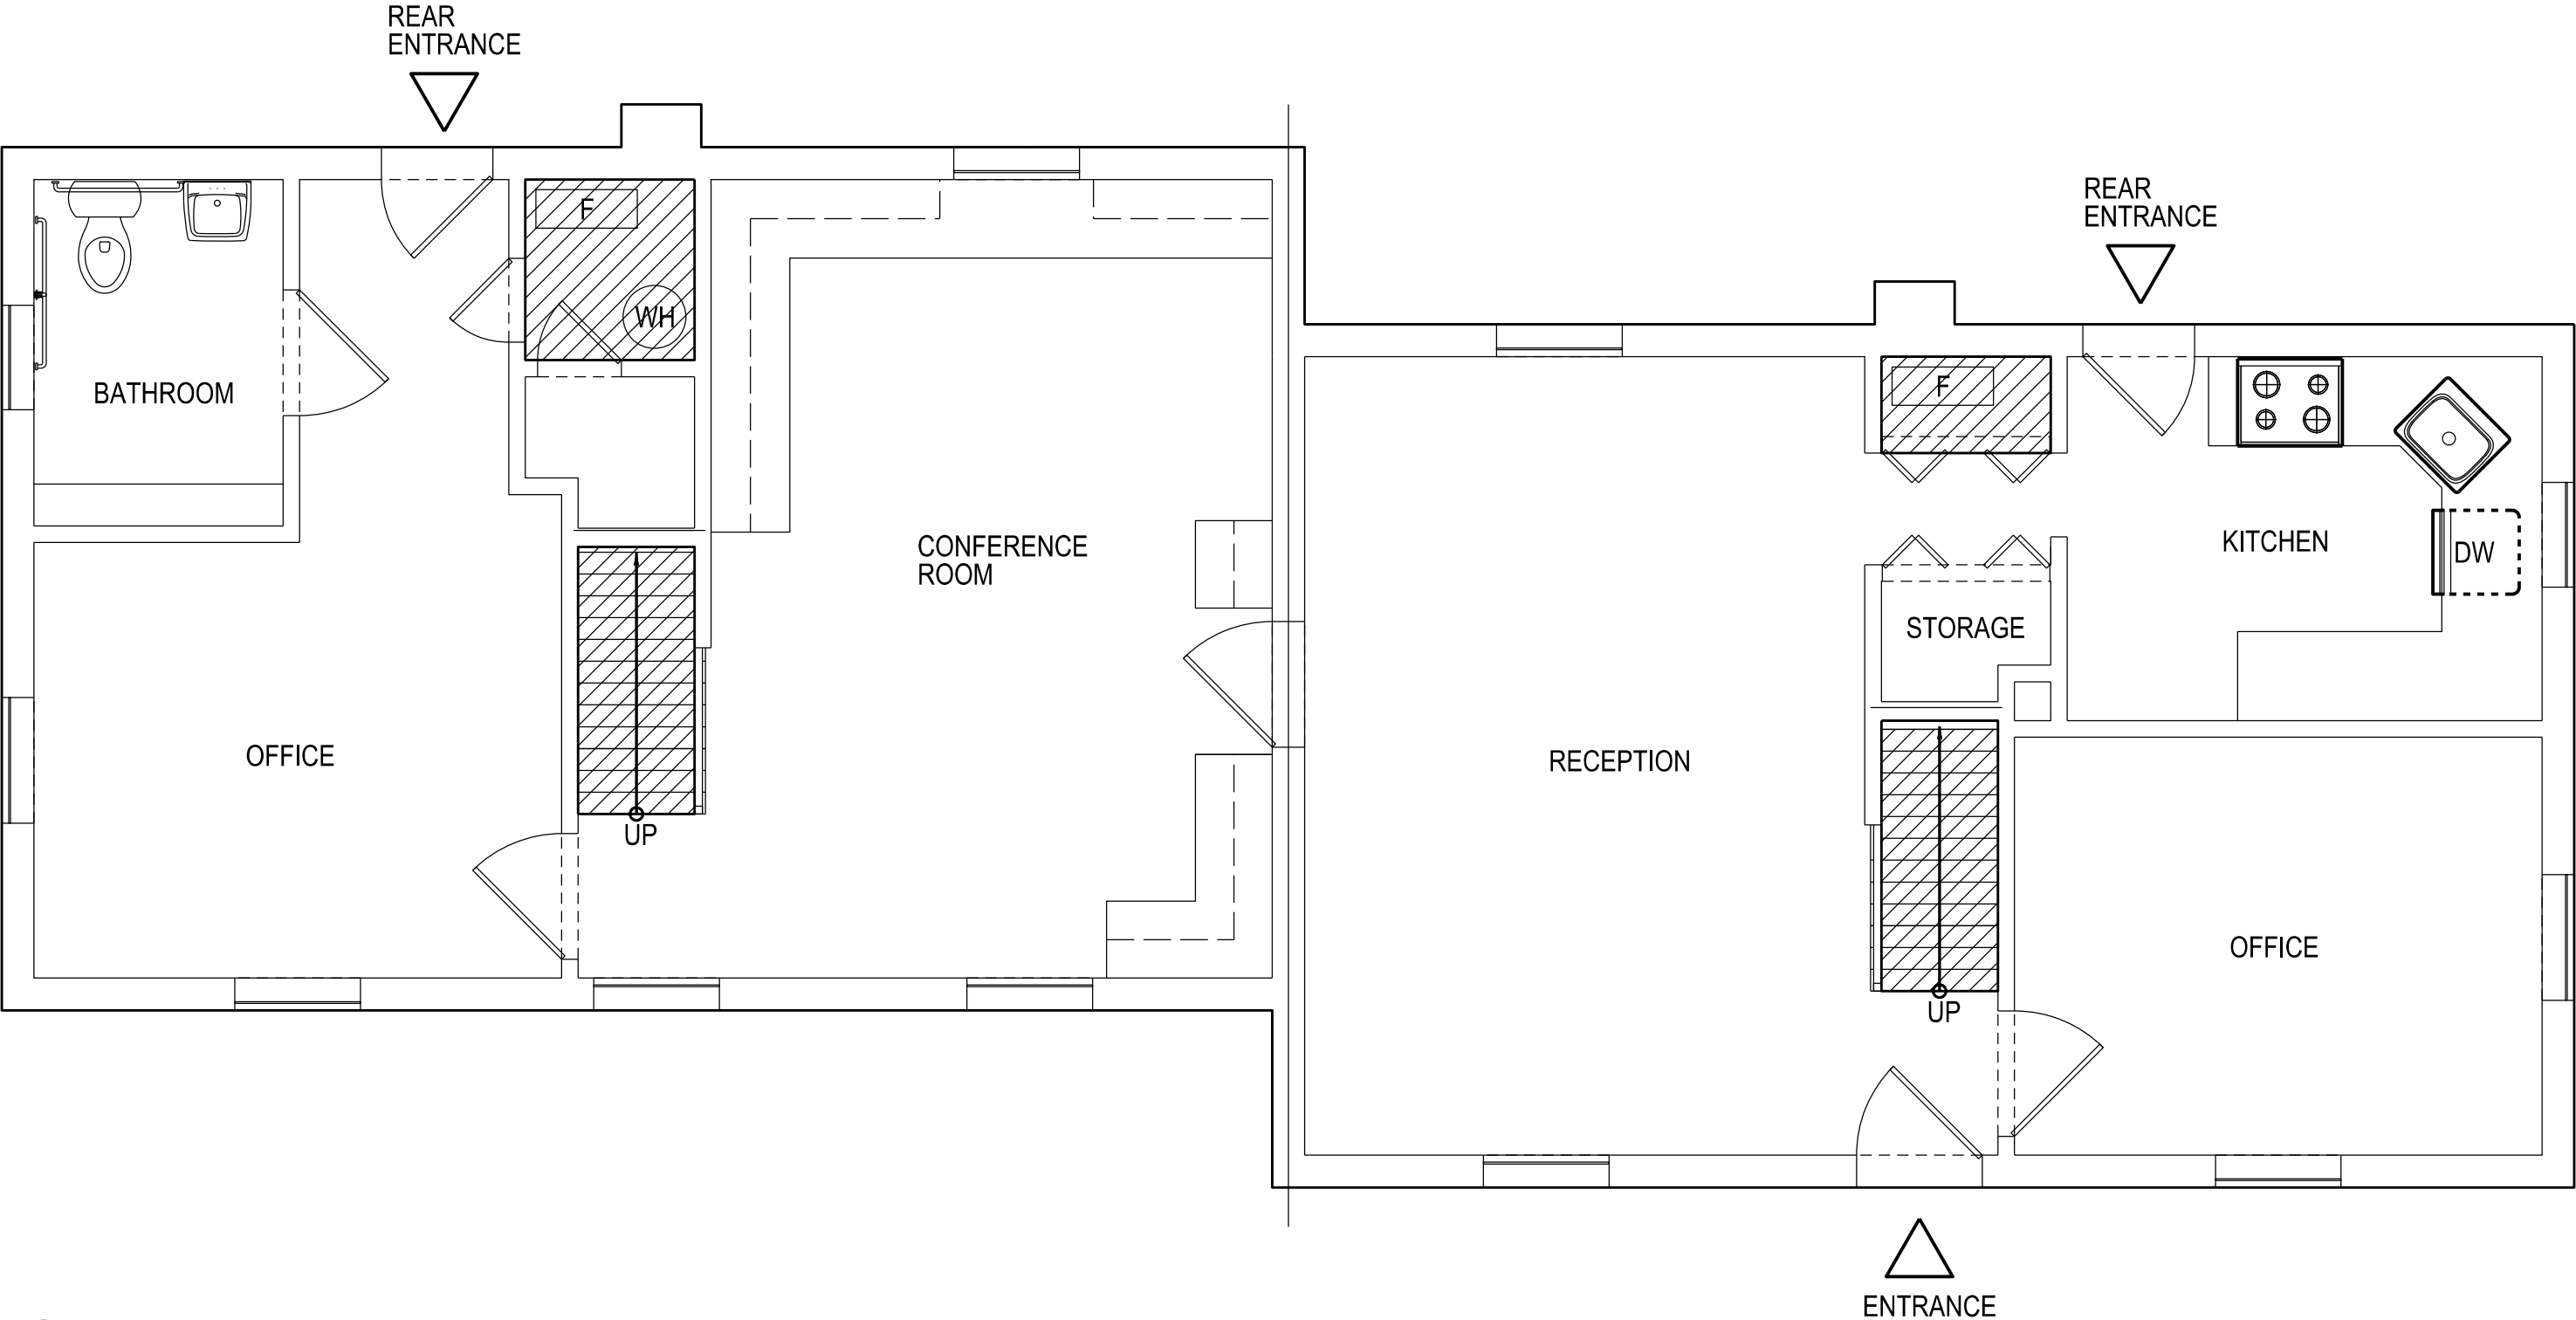 REAR
ENTRANCE
REAR
ENTRANCE
F
WH
F
BATHROOM
CONFERENCE
ROOM
KITCHEN
DW
STORAGE
OFFICE
RECEPTION
UP
OFFICE
UP
ENTRANCE